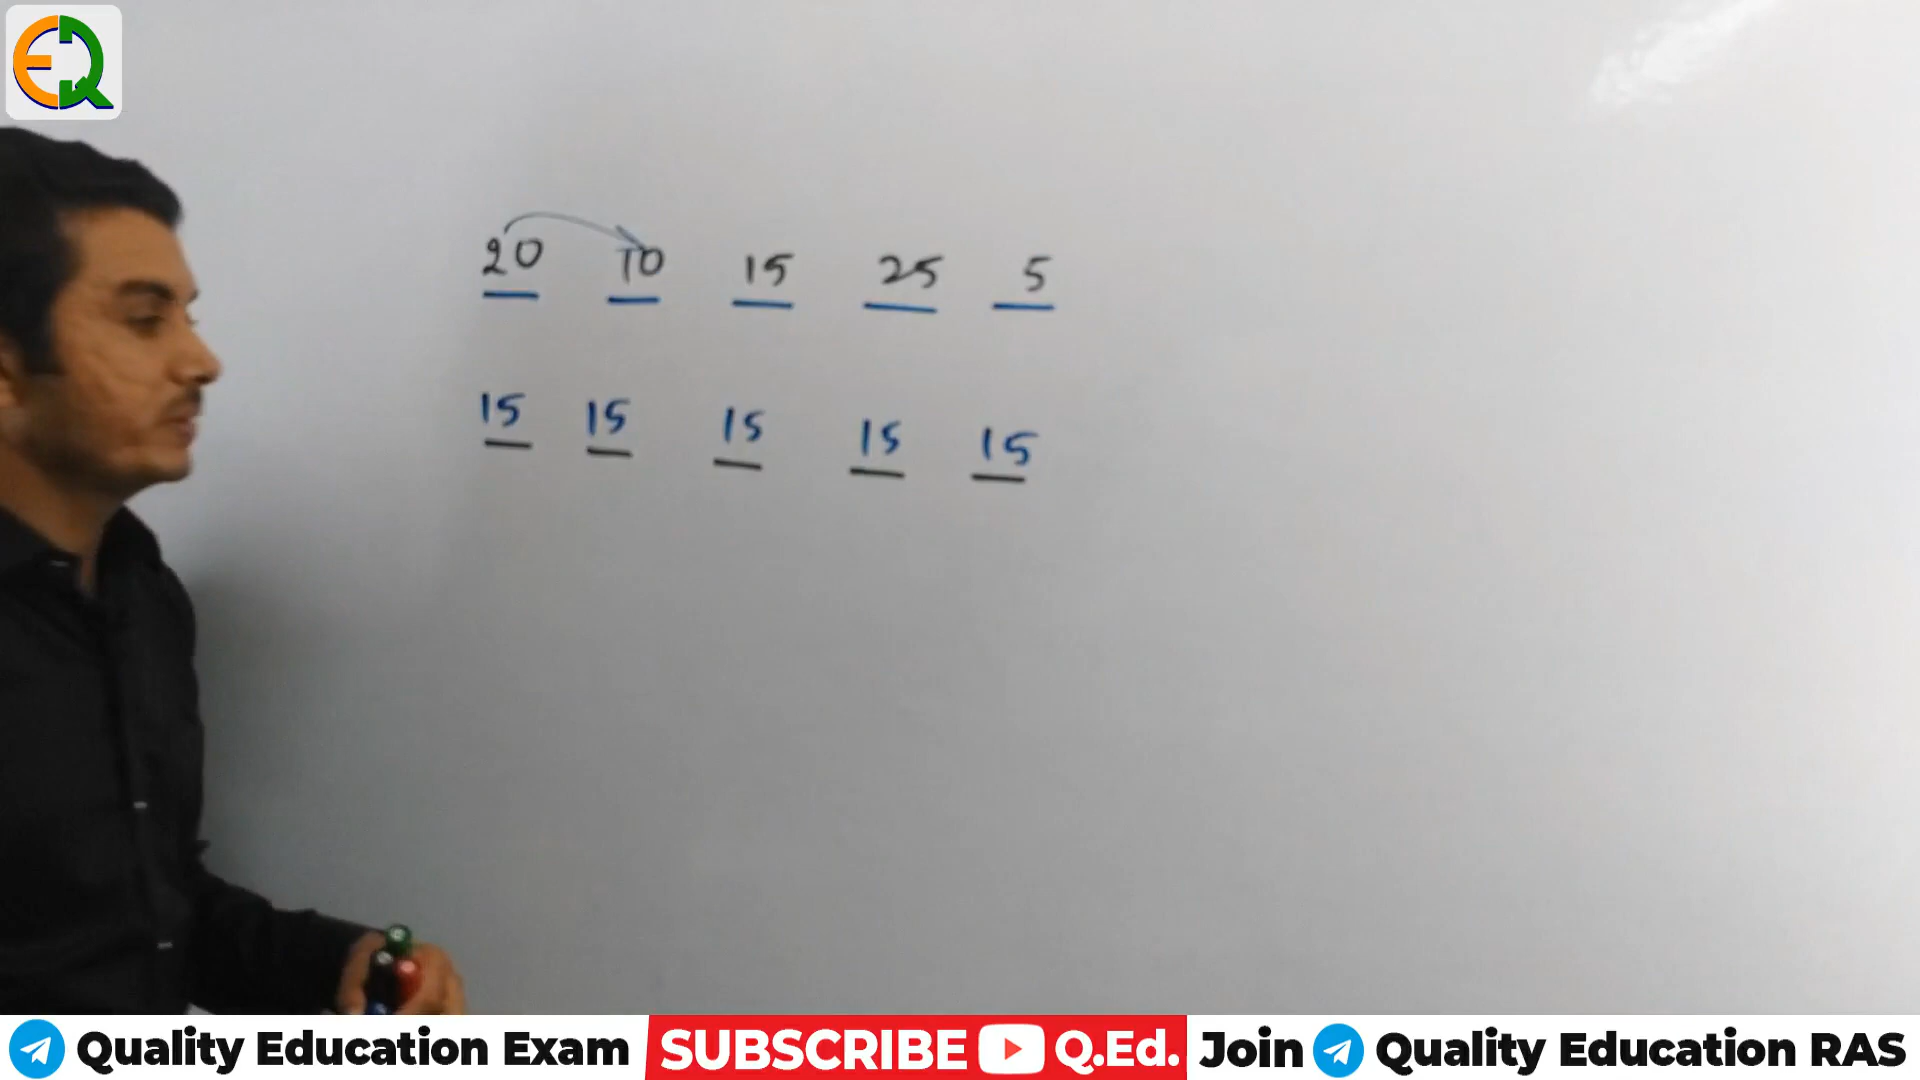 EQ
20 10 15 25 5
15 15 15 15 15
Quality Education Exam SUBSCRIBE Q.Ed. Join Quality Education RAS